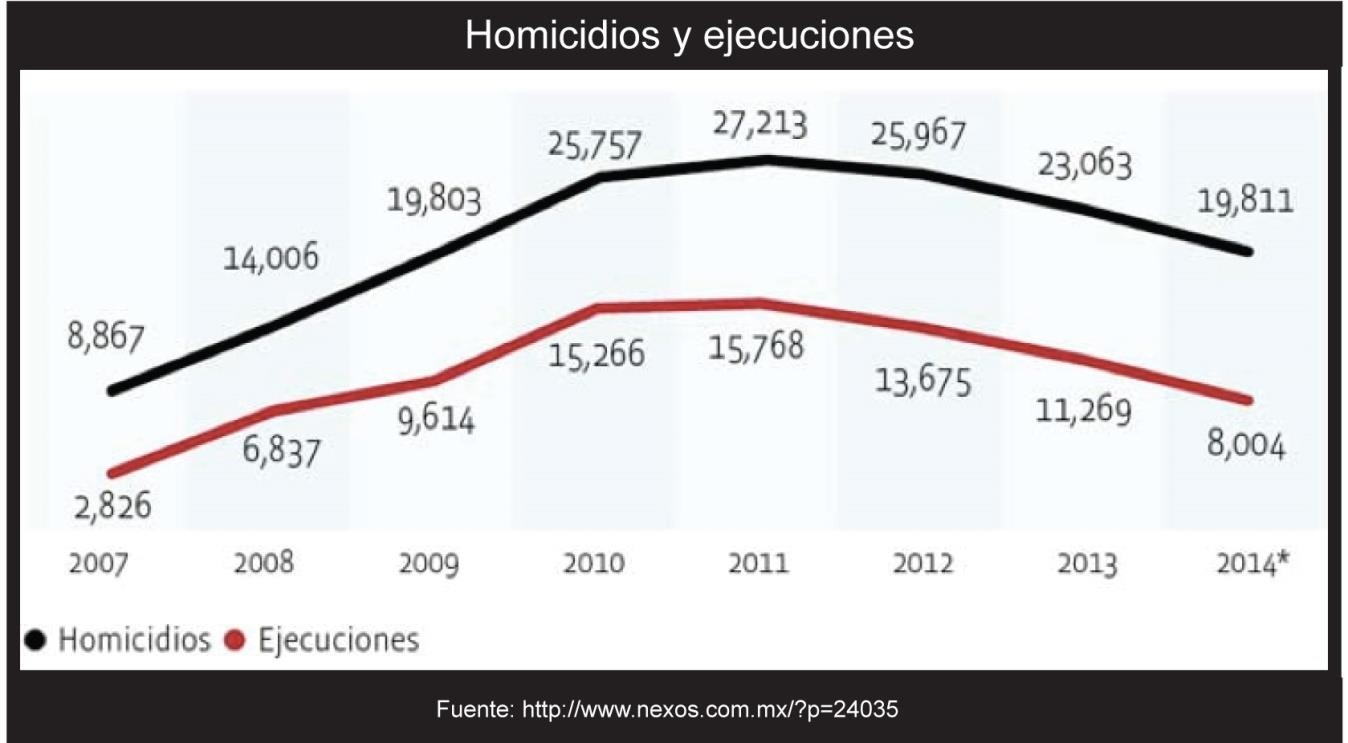 Homicidios y ejecuciones
8,867 14,006 19,803 25,757 27,213 25,967 23,063 19,811
2,826 6,837 9,614 15,266 15,768 13,675 11,269 8,004
2007 2008 2009 2010 2011 2012 2013 2014*
Homicidios Ejecuciones
Fuente: http://www.nexos.com.mx/?p=24035